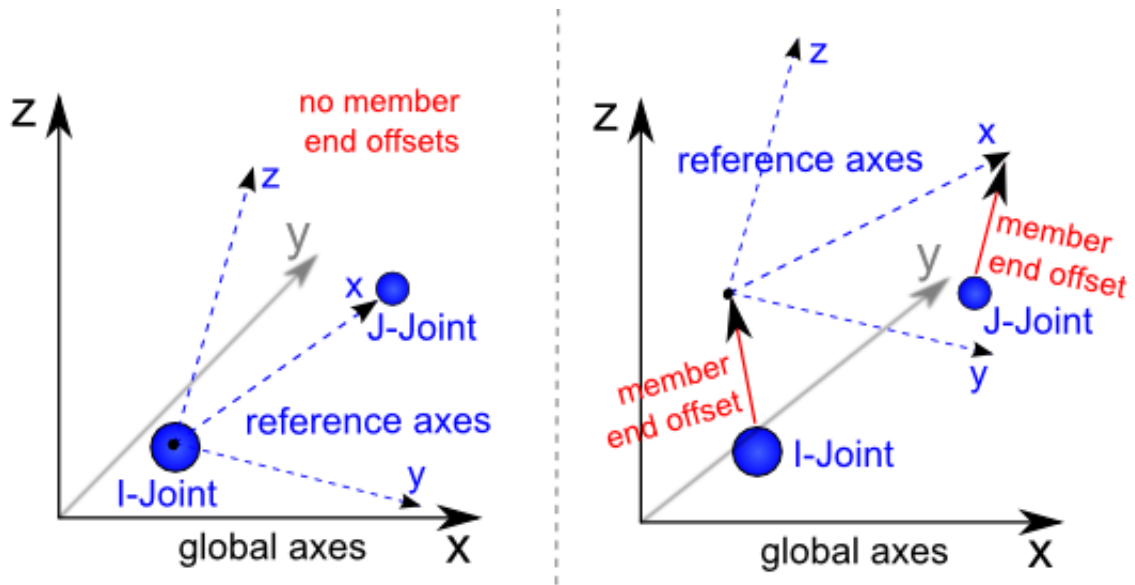 no member
end offsets
Z
z
y
x
J-Joint
reference axes
y
I-Joint
global axes
X
z
Z
x
reference axes
member
end offset
y
J-Joint
y
member
end offset
I-Joint
global axes
X